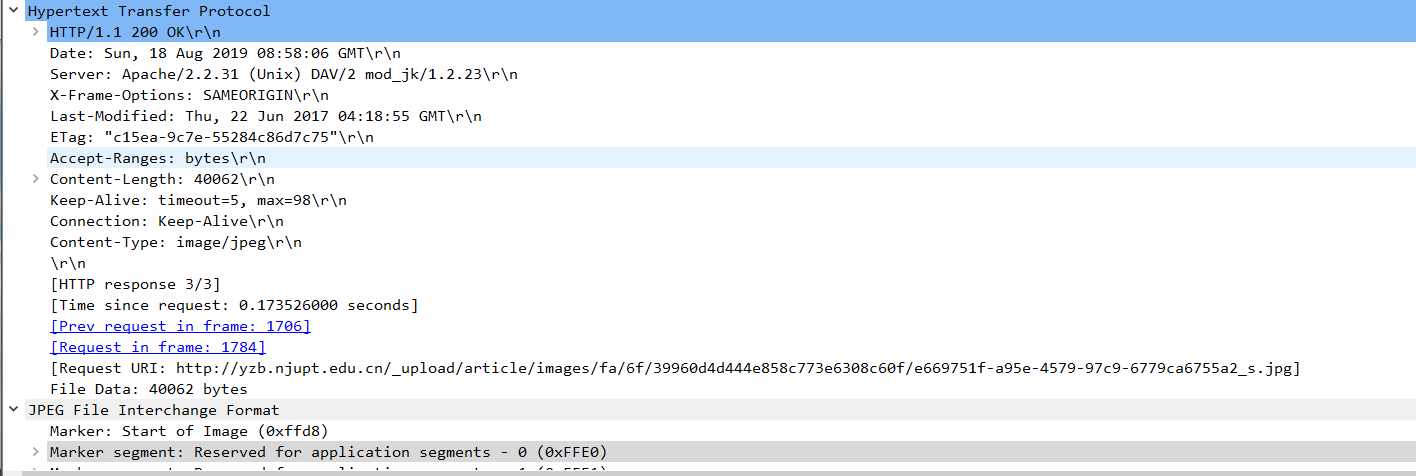 Hypertext Transfer Protocol
HTTP/1.1 200 OK\r\n
Date: Sun, 18 Aug 2019 08:58:06 GMT\r\n
Server: Apache/2.2.31 (Unix) DAV/2 mod_jk/1.2.23\r\n
X-Frame-Options: SAMEORIGIN\r\n
Last-Modified: Thu, 22 Jun 2017 04:18:55 GMT\r\n
ETag: "c15ea-9c7e-55284c86d7c75"\r\n
Accept-Ranges: bytes\r\n
Content-Length: 40062\r\n
Keep-Alive: timeout=5, max=98\r\n
Connection: Keep-Alive\r\n
Content-Type: image/jpeg\r\n
\r\n
[HTTP response 3/3]
[Time since request: 0.173526000 seconds]
[Prev request in frame: 1706]
[Request in frame: 1784]
[Request URI: http://yzb.njupt.edu.cn/_upload/article/images/fa/6f/39960d4d444e858c773e6308c60f/e669751f-a95e-4579-97c9-6779ca6755a2_s.jpg]
File Data: 40062 bytes
JPEG File Interchange Format
Marker: Start of Image (0xffd8)
Marker segment: Reserved for application segments - 0 (0xFFE0)